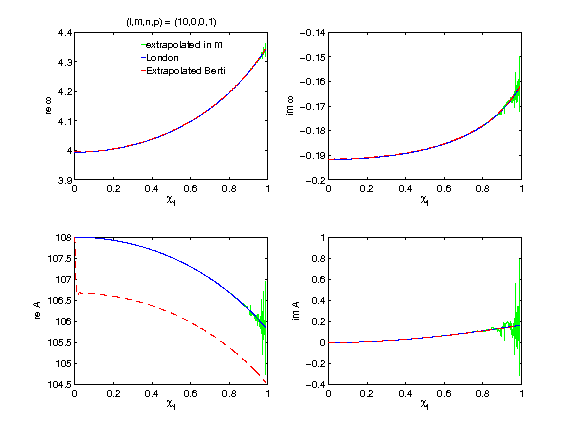 (l,m,n,p) = (10,0,0,1)
4.4
4.3
4.2
4.1
4
3.9
re ω
extrapolated in m
London
Extrapolated Berti
0 0.2 0.4 0.6 0.8 1
χf
-0.14
-0.15
-0.16
-0.17
-0.18
-0.19
-0.2
im ω
0 0.2 0.4 0.6 0.8 1
χf
108
107.5
107
106.5
106
105.5
105
104.5
re A
0 0.2 0.4 0.6 0.8 1
χf
1
0.8
0.6
0.4
0.2
0
-0.2
-0.4
im A
0 0.2 0.4 0.6 0.8 1
χf